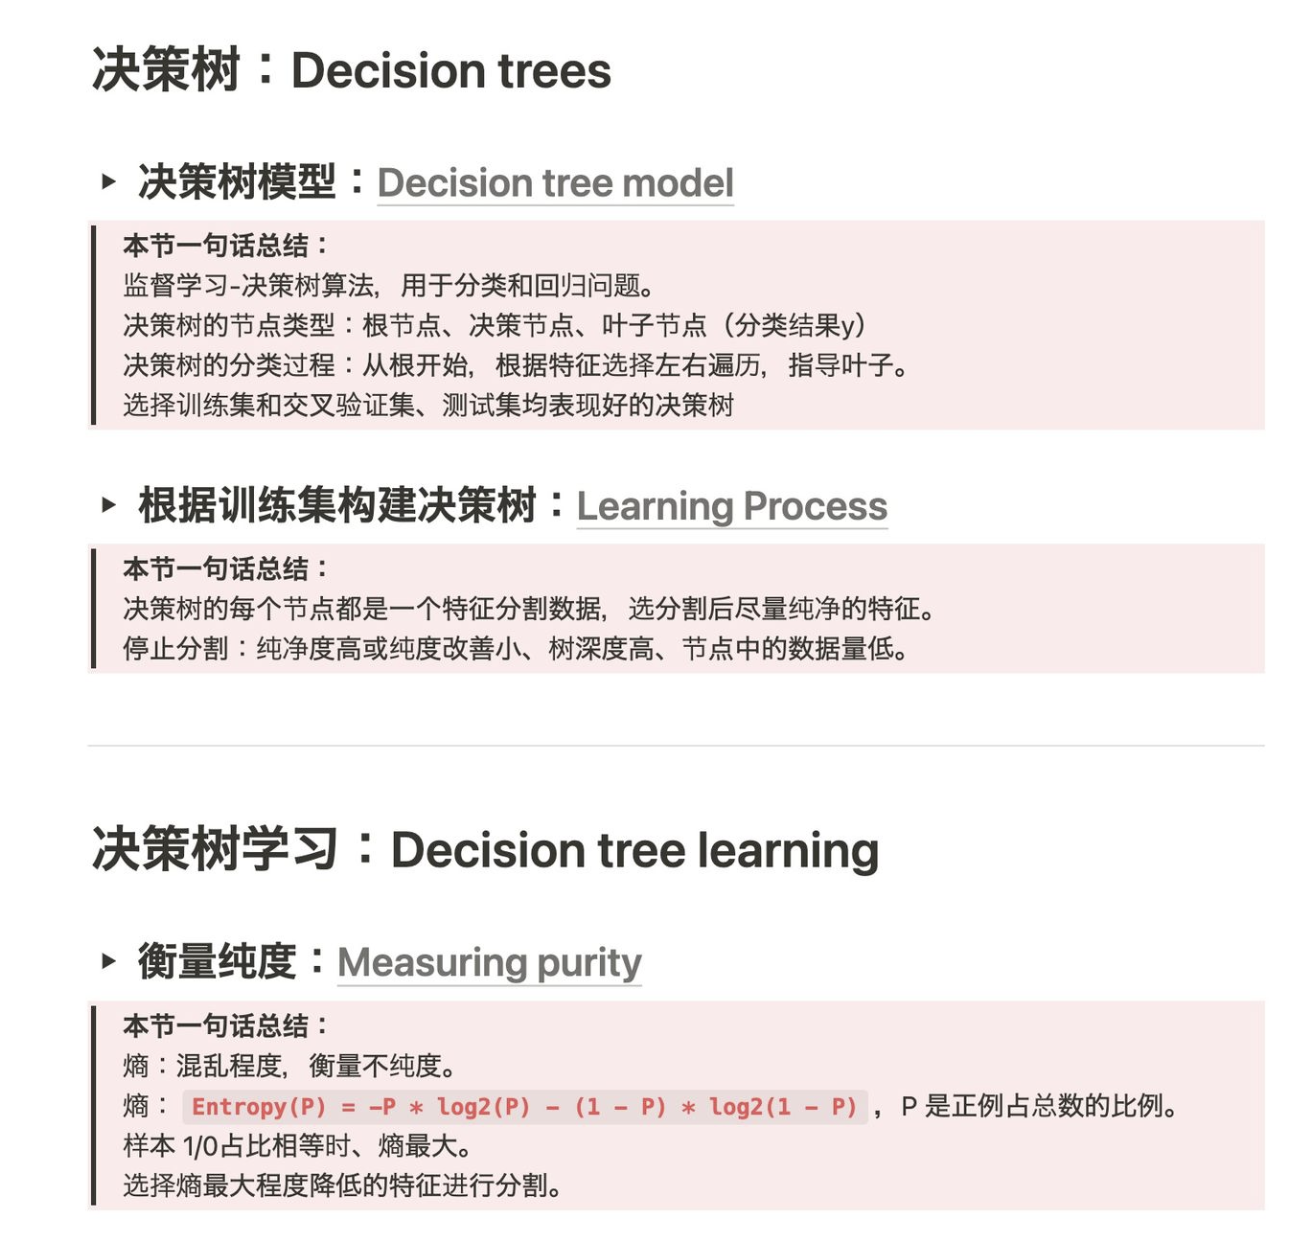 决策树：Decision trees
决策树模型：Decision tree model
本节一句话总结：
监督学习-决策树算法，用于分类和回归问题。
决策树的节点类型：根节点、决策节点、叶子节点（分类结果y）
决策树的分类过程：从根开始，根据特征选择左右遍历，指导叶子。
选择训练集和交叉验证集、测试集均表现好的决策树
根据训练集构建决策树：Learning Process
本节一句话总结：
决策树的每个节点都是一个特征分割数据，选分割后尽量纯净的特征。
停止分割：纯净度高或纯度改善小、树深度高、节点中的数据量低。
决策树学习：Decision tree learning
衡量纯度：Measuring purity
本节一句话总结：
熵：混乱程度，衡量不纯度。
熵： Entropy(P) = -P * log2(P) - (1 - P) * log2(1 - P) ，P 是正例占总数的比例。
样本 1/0占比相等时、熵最大。
选择熵最大程度降低的特征进行分割。